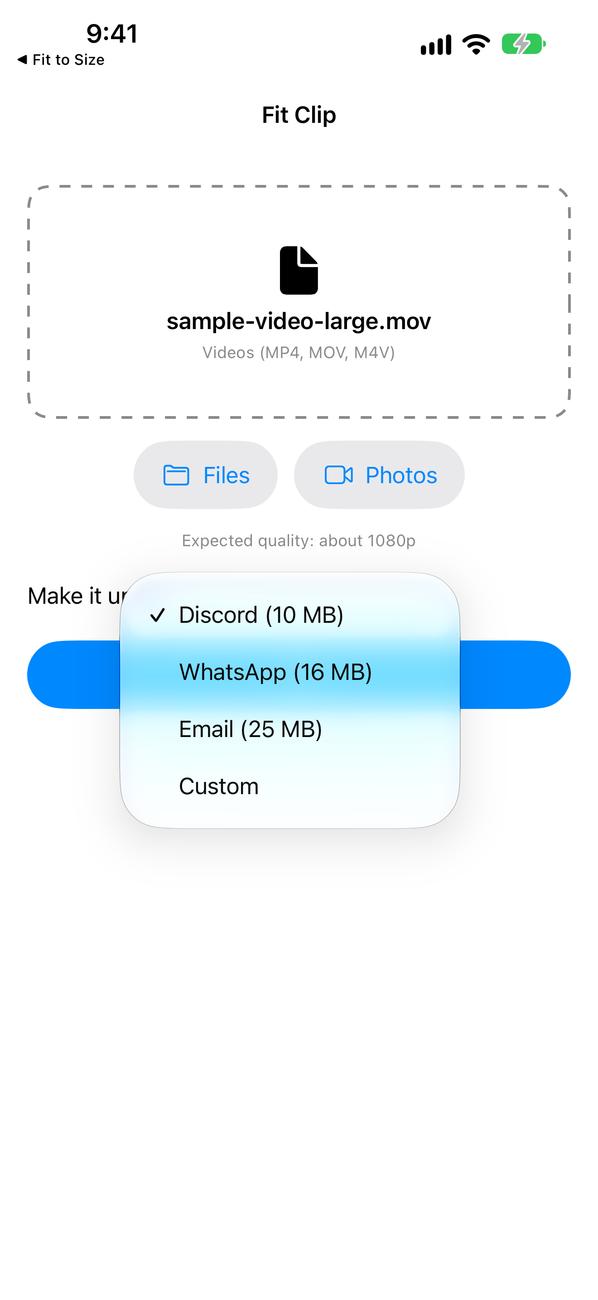 9:41
◀ Fit to Size
Fit Clip
sample-video-large.mov
Videos (MP4, MOV, M4V)
Files
Photos
Expected quality: about 1080p
Make it
✓ Discord (10 MB)
WhatsApp (16 MB)
Email (25 MB)
Custom